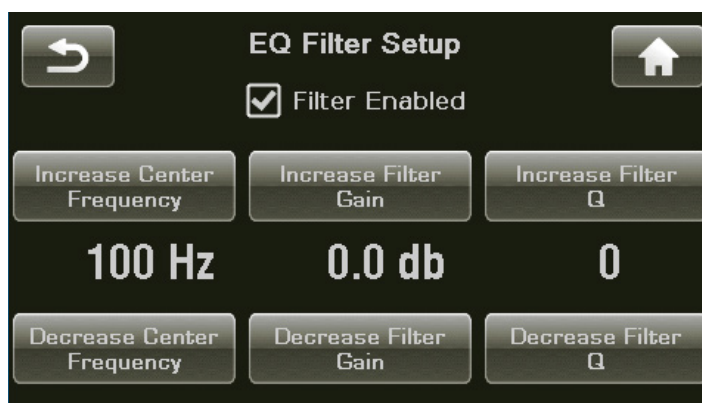 EQ Filter Setup
Filter Enabled
Increase Center
Frequency
Increase Filter
Gain
Increase Filter
Q
100 Hz
0.0 db
0
Decrease Center
Frequency
Decrease Filter
Gain
Decrease Filter
Q